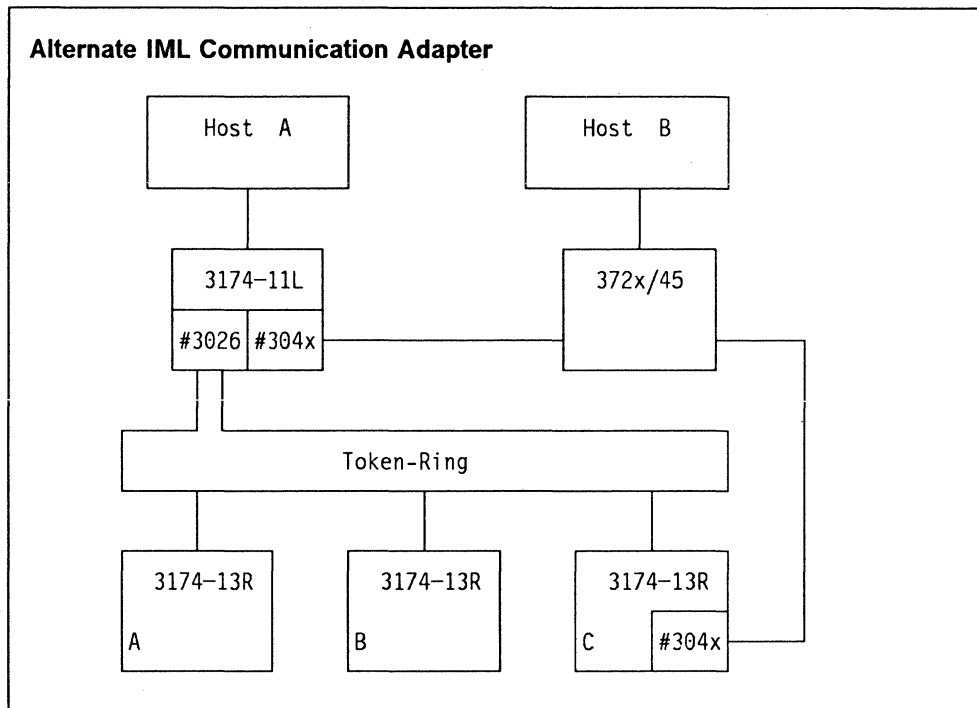 Alternate IML Communication Adapter
Host A
Host B
3174-11L
372x/45
#3026
#304x
Token-Ring
3174-13R
3174-13R
3174-13R
A
B
C
#304x